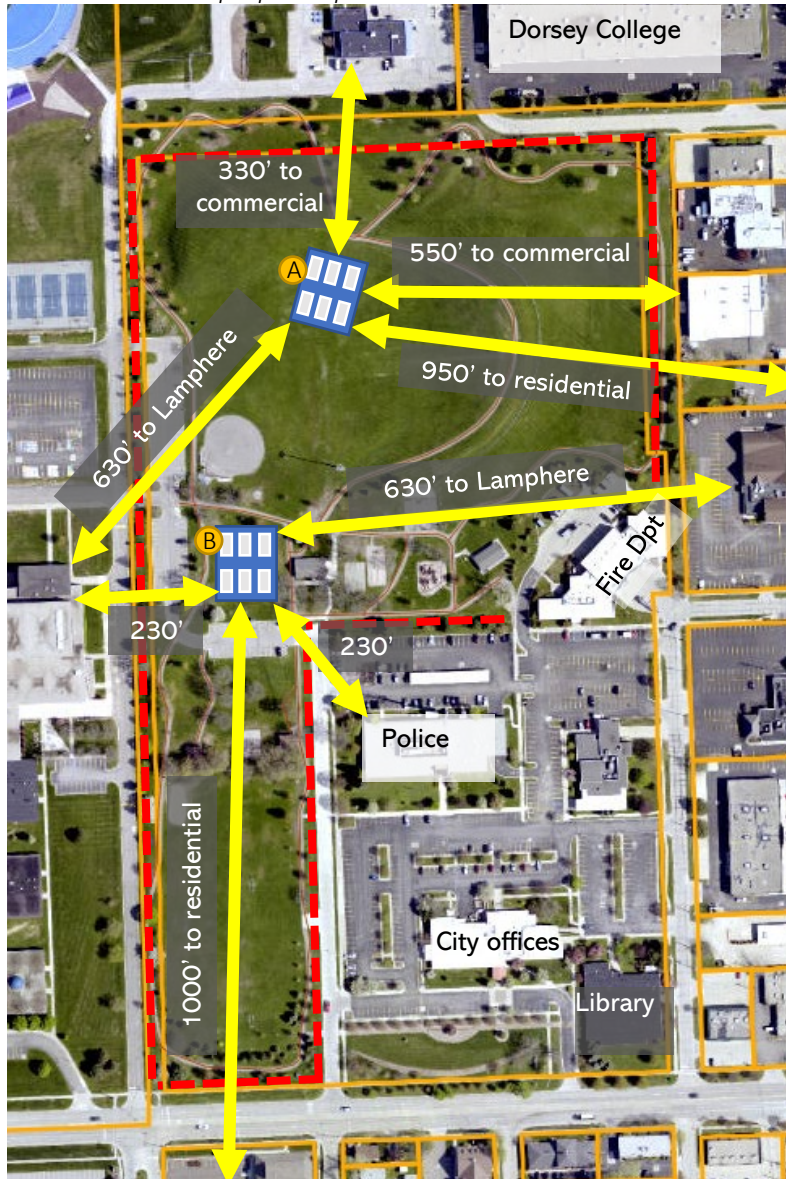 Dorsey College
330' to
commercial
A
550' to commercial
950' to residential
630' to Lamphere
630' to Lamphere
B
Fire Dpt
230'
230'
Police
1000' to residential
City offices
Library